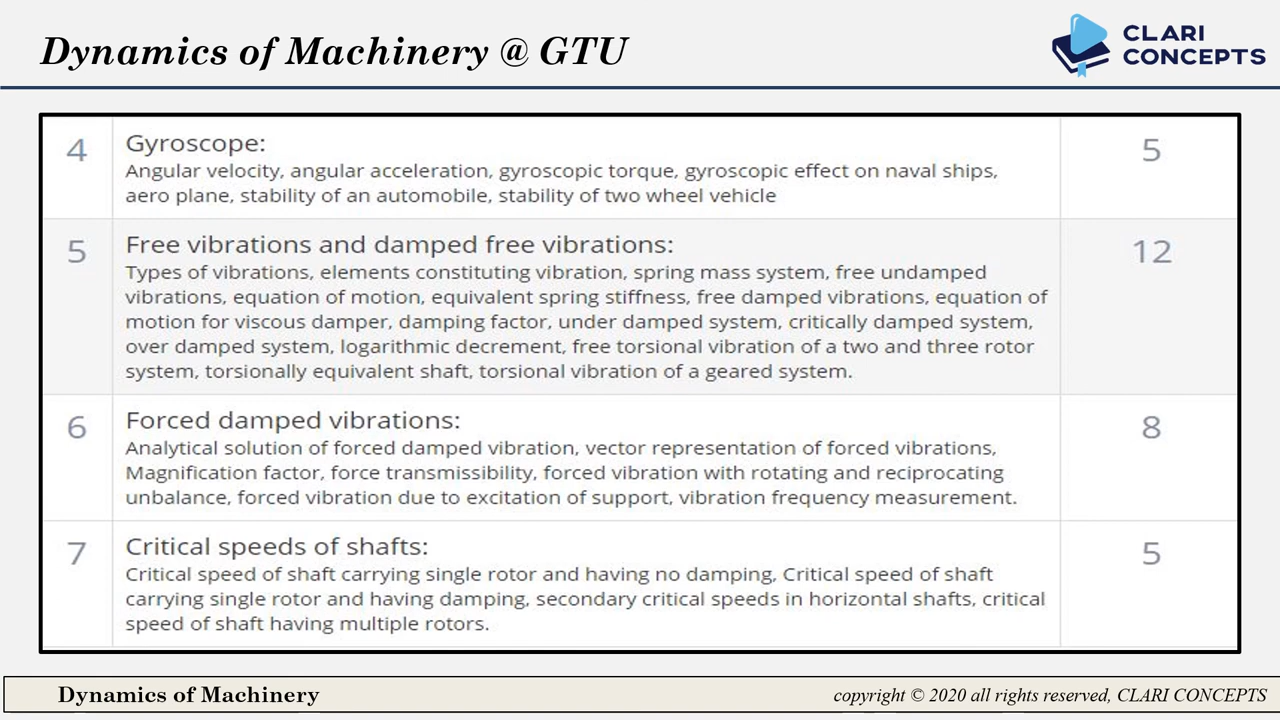 Dynamics of Machinery @ GTU
CLARI
CONCEPTS
4
Gyroscope:
5
Angular velocity, angular acceleration, gyroscopic torque, gyroscopic effect on naval ships,
aero plane, stability of an automobile, stability of two wheel vehicle
5
Free vibrations and damped free vibrations:
12
Types of vibrations, elements constituting vibration, spring mass system, free undamped
vibrations, equation of motion, equivalent spring stiffness, free damped vibrations, equation of
motion for viscous damper, damping factor, under damped system, critically damped system,
over damped system, logarithmic decrement, free torsional vibration of a two and three rotor
system, torsionally equivalent shaft, torsional vibration of a geared system.
6
Forced damped vibrations:
8
Analytical solution of forced damped vibration, vector representation of forced vibrations,
Magnification factor, force transmissibility, forced vibration with rotating and reciprocating
unbalance, forced vibration due to excitation of support, vibration frequency measurement.
7
Critical speeds of shafts:
5
Critical speed of shaft carrying single rotor and having no damping, Critical speed of shaft
carrying single rotor and having damping, secondary critical speeds in horizontal shafts, critical
speed of shaft having multiple rotors.
Dynamics of Machinery
copyright © 2020 all rights reserved, CLARI CONCEPTS